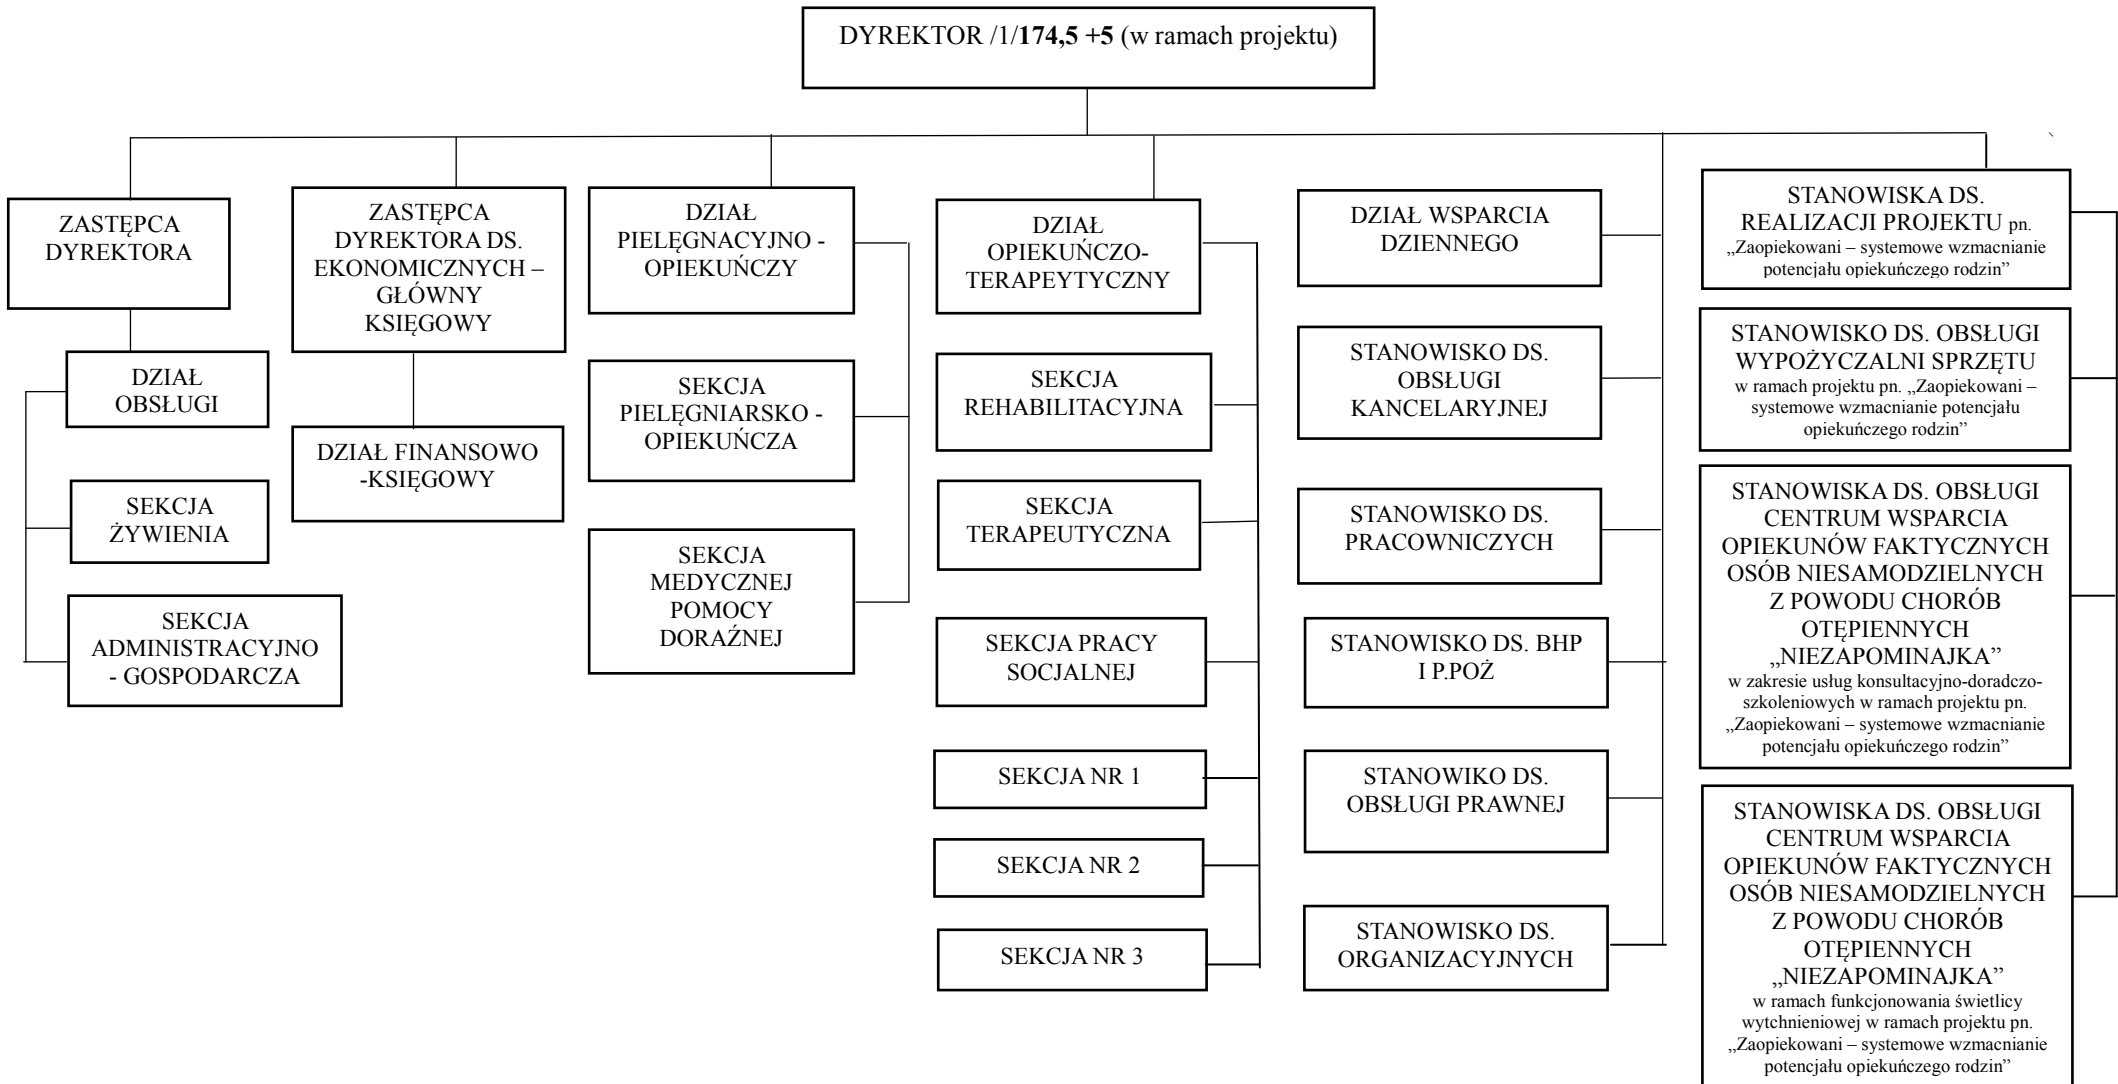 DYREKTOR /1/174,5 +5 (w ramach projektu)
ZASTĘPCA
DYREKTORA
DZIAŁ
OBSŁUGI
SEKCJA
ŻYWIENIA
SEKCJA
ADMINISTRACYJNO
- GOSPODARCZA
ZASTĘPCA
DYREKTORA DS.
EKONOMICZNYCH –
GŁÓWNY
KSIĘGOWY
DZIAŁ FINANSOWO
-KSIĘGOWY
DZIAŁ
PIELĘGNACYJNO -
OPIEKUŃCZY
SEKCJA
PIELĘGNIARSKO -
OPIEKUŃCZA
SEKCJA
MEDYCZNEJ
POMOCY
DORAŹNEJ
DZIAŁ
OPIEKUŃCZO-
TERAPEYTYCZNY
SEKCJA
REHABILITACYJNA
SEKCJA
TERAPEUTYCZNA
SEKCJA PRACY
SOCJALNEJ
SEKCJA NR 1
SEKCJA NR 2
SEKCJA NR 3
DZIAŁ WSPARCIA
DZIENNEGO
STANOWISKO DS.
OBSŁUGI
KANCELARYJNEJ
STANOWISKO DS.
PRACOWNICZYCH
STANOWISKO DS. BHP
I P.POŻ
STANOWIKO DS.
OBSŁUGI PRAWNEJ
STANOWISKO DS.
ORGANIZACYJNYCH
STANOWISKA DS.
REALIZACJI PROJEKTU pn.
„Zaopiekowani – systemowe wzmacnianie
potencjału opiekuńczego rodzin”
STANOWISKO DS. OBSŁUGI
WYPOŻYCZALNI SPRZĘTU
w ramach projektu pn. „Zaopiekowani –
systemowe wzmacnianie potencjału
opiekuńczego rodzin”
STANOWISKA DS. OBSŁUGI
CENTRUM WSPARCIA
OPIEKUNÓW FAKTYCZNYCH
OSÓB NIESAMODZIELNYCH
Z POWODU CHORÓB
OTĘPIENNYCH
„NIEZAPOMINAJKA”
w zakresie usług konsultacyjno-doradczo-
szkoleniowych w ramach projektu pn.
„Zaopiekowani – systemowe wzmacnianie
potencjału opiekuńczego rodzin”
STANOWISKA DS. OBSŁUGI
CENTRUM WSPARCIA
OPIEKUNÓW FAKTYCZNYCH
OSÓB NIESAMODZIELNYCH
Z POWODU CHORÓB
OTĘPIENNYCH
„NIEZAPOMINAJKA”
w ramach funkcjonowania świetlicy
wytchnieniowej w ramach projektu pn.
„Zaopiekowani – systemowe wzmacnianie
potencjału opiekuńczego rodzin”